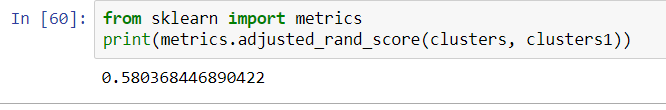 In [60]: from sklearn import metrics
print(metrics.adjusted_rand_score(clusters, clusters1))
0.580368446890422